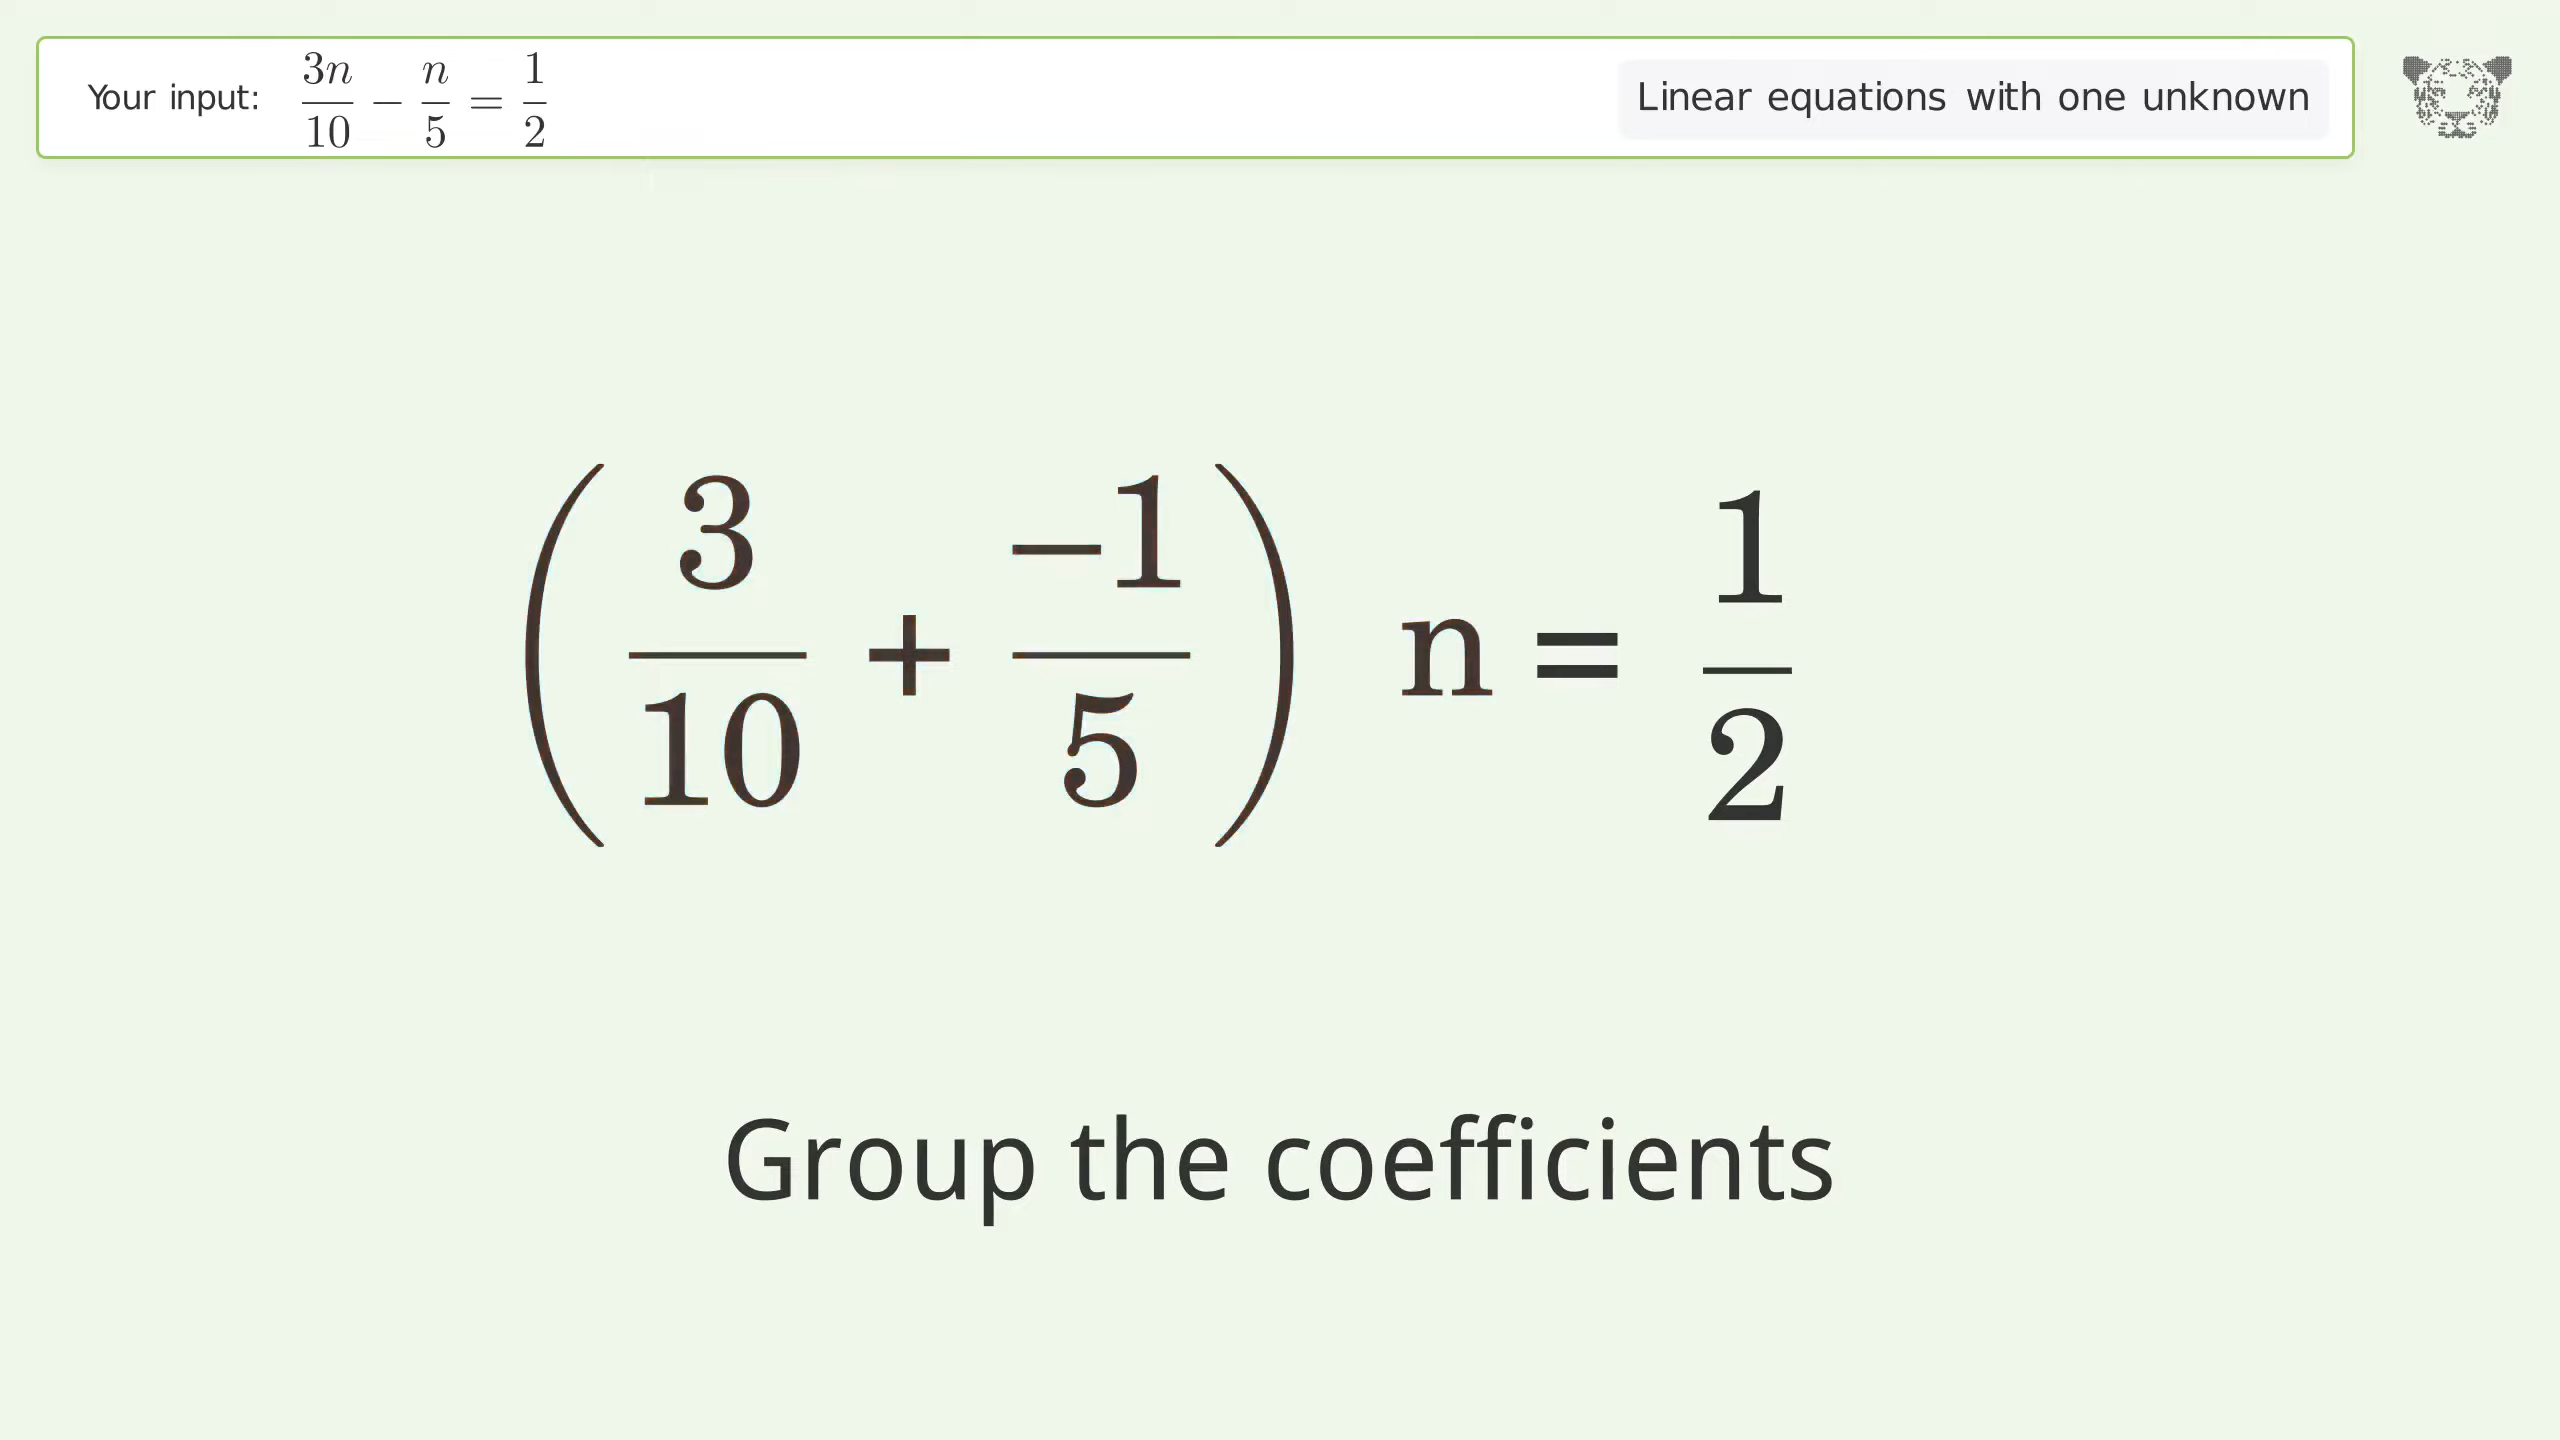 Your input: 3n/10 − n/5 = 1/2
Linear equations with one unknown
(3/10 + −1/5) n = 1/2
Group the coefficients